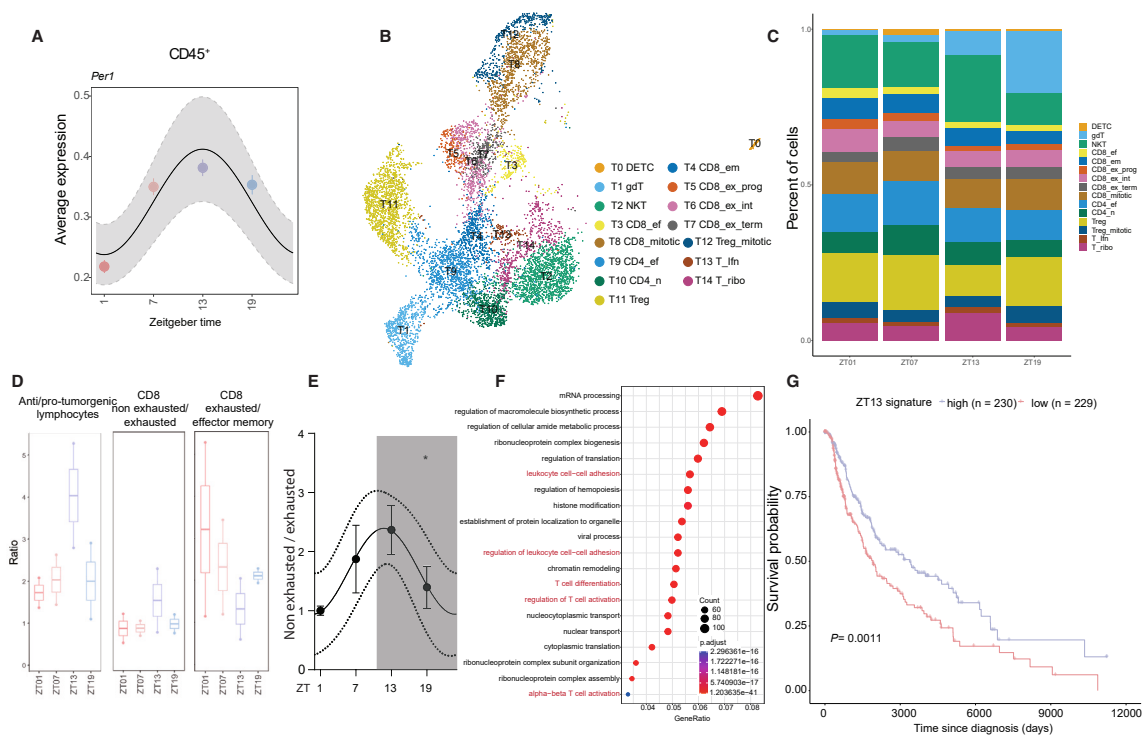 A
CD45⁺
Per1
0.5
0.4
0.3
0.2
Average expression
1
7
13
19
Zeitgeber time
B
T12
T8
T0
T5
T7
T6
T3
T11
T4
T13
T14
T9
T2
T10
T1
T0 DETC
T1 gdT
T2 NKT
T3 CD8_ef
T8 CD8_mitotic
T9 CD4_ef
T10 CD4_n
T11 Treg
T4 CD8_em
T5 CD8_ex_prog
T6 CD8_ex_int
T7 CD8_ex_term
T12 Treg_mitotic
T13 T_Ifn
T14 T_ribo
C
1.0
0.5
0.0
Percent of cells
ZT01
ZT07
ZT13
ZT19
DETC
gdT
NKT
CD8_ef
CD8_em
CD8_ex_prog
CD8_ex_int
CD8_ex_term
CD8_mitotic
CD4_ef
CD4_n
Treg
Treg_mitotic
T_Ifn
T_ribo
D
Anti/pro-tumorgenic
lymphocytes
CD8
non exhausted/
exhausted
CD8
exhausted/
effector memory
5
4
3
2
1
0
Ratio
ZT01
ZT07
ZT13
ZT19
ZT01
ZT07
ZT13
ZT19
ZT01
ZT07
ZT13
ZT19
E
4
3
2
1
0
Non exhausted / exhausted
*
ZT
1
7
13
19
F
mRNA processing
regulation of macromolecule biosynthetic process
regulation of cellular amide metabolic process
ribonucleoprotein complex biogenesis
regulation of translation
leukocyte cell−cell adhesion
regulation of hemopoiesis
histone modification
establishment of protein localization to organelle
viral process
regulation of leukocyte cell−cell adhesion
chromatin remodeling
T cell differentiation
regulation of T cell activation
nucleocytoplasmic transport
nuclear transport
cytoplasmic translation
ribonucleoprotein complex subunit organization
ribonucleoprotein complex assembly
alpha−beta T cell activation
Count
60
80
100
p.adjust
2.296361e−16
1.722271e−16
1.148181e−16
5.740903e−17
1.203635e−41
0.04
0.05
0.06
0.07
0.08
GeneRatio
G
ZT13 signature
high (n = 230)
low (n = 229)
1.00
0.75
0.50
0.25
0.00
Survival probability
P= 0.0011
0
3000
6000
9000
12000
Time since diagnosis (days)